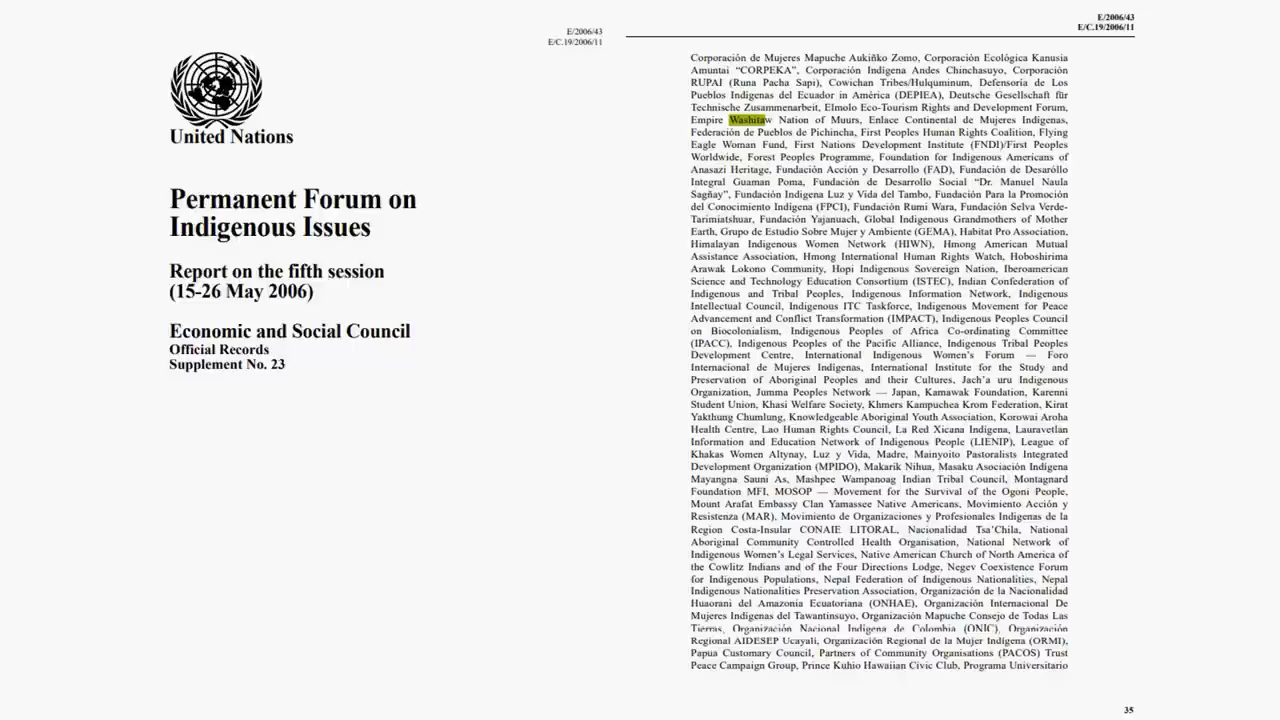 E/2006/43
E/C.19/2006/11
United Nations
Permanent Forum on
Indigenous Issues
Report on the fifth session
(15-26 May 2006)
Economic and Social Council
Official Records
Supplement No. 23
E/2006/43
E/C.19/2006/11
Corporación de Mujeres Mapuche Aukiñko Zomo, Corporación Ecológica Kanusia
Amuntai “CORPEKA”, Corporación Indígena Andes Chinchasuyo, Corporación
RUPAI (Runa Pacha Sapi), Cowichan Tribes/Hulquminum, Defensoría de Los
Pueblos Indígenas del Ecuador in América (DEPIEA), Deutsche Gesellschaft für
Technische Zusammenarbeit, Elmolo Eco-Tourism Rights and Development Forum,
Empire Washitaw Nation of Muurs, Enlace Continental de Mujeres Indígenas,
Federación de Pueblos de Pichincha, First Peoples Human Rights Coalition, Flying
Eagle Woman Fund, First Nations Development Institute (FNDI)/First Peoples
Worldwide, Forest Peoples Programme, Foundation for Indigenous Americans of
Anasazi Heritage, Fundación Acción y Desarrollo (FAD), Fundación de Desaróllo
Integral Guaman Poma, Fundación de Desarrollo Social “Dr. Manuel Naula
Sagñay”, Fundación Indígena Luz y Vida del Tambo, Fundación Para la Promoción
del Conocimiento Indígena (FPCI), Fundación Rumi Wara, Fundación Selva Verde-
Tarimiatshuar, Fundación Yajanuach, Global Indigenous Grandmothers of Mother
Earth, Grupo de Estudio Sobre Mujer y Ambiente (GEMA), Habitat Pro Association,
Himalayan Indigenous Women Network (HIWN), Hmong American Mutual
Assistance Association, Hmong International Human Rights Watch, Hoboshirima
Arawak Lokono Community, Hopi Indigenous Sovereign Nation, Iberoamerican
Science and Technology Education Consortium (ISTEC), Indian Confederation of
Indigenous and Tribal Peoples, Indigenous Information Network, Indigenous
Intellectual Council, Indigenous ITC Taskforce, Indigenous Movement for Peace
Advancement and Conflict Transformation (IMPACT), Indigenous Peoples Council
on Biocolonialism, Indigenous Peoples of Africa Co-ordinating Committee
(IPACC), Indigenous Peoples of the Pacific Alliance, Indigenous Tribal Peoples
Development Centre, International Indigenous Women’s Forum — Foro
Internacional de Mujeres Indígenas, International Institute for the Study and
Preservation of Aboriginal Peoples and their Cultures, Jach’a uru Indigenous
Organization, Jumma Peoples Network — Japan, Kamawak Foundation, Karenni
Student Union, Khasi Welfare Society, Khmers Kampuchea Krom Federation, Kirat
Yakthung Chumlung, Knowledgeable Aboriginal Youth Association, Korowai Aroha
Health Centre, Lao Human Rights Council, La Red Xicana Indígena, Lauravetlan
Information and Education Network of Indigenous People (LIENIP), League of
Khakas Women Altynay, Luz y Vida, Madre, Mainyoito Pastoralists Integrated
Development Organization (MPIDO), Makarik Nihua, Masaku Asociación Indígena
Mayangna Sauni As, Mashpee Wampanoag Indian Tribal Council, Montagnard
Foundation MFI, MOSOP — Movement for the Survival of the Ogoni People,
Mount Arafat Embassy Clan Yamassee Native Americans, Movimiento Acción y
Resistenza (MAR), Movimiento de Organizaciones y Profesionales Indígenas de la
Region Costa-Insular CONAIE LITORAL, Nacionalidad Tsa’Chila, National
Aboriginal Community Controlled Health Organisation, National Network of
Indigenous Women’s Legal Services, Native American Church of North America of
the Cowlitz Indians and of the Four Directions Lodge, Negev Coexistence Forum
for Indigenous Populations, Nepal Federation of Indigenous Nationalities, Nepal
Indigenous Nationalities Preservation Association, Organización de la Nacionalidad
Huaorani del Amazonia Ecuatoriana (ONHAE), Organización Internacional De
Mujeres Indígenas del Tawantinsuyo, Organización Mapuche Consejo de Todas Las
Tierras, Organización Nacional Indígena de Colombia (ONIC), Organización
Regional AIDESEP Ucayali, Organización Regional de la Mujer Indígena (ORMI),
Papua Customary Council, Partners of Community Organisations (PACOS) Trust
Peace Campaign Group, Prince Kuhio Hawaiian Civic Club, Programa Universitario
35